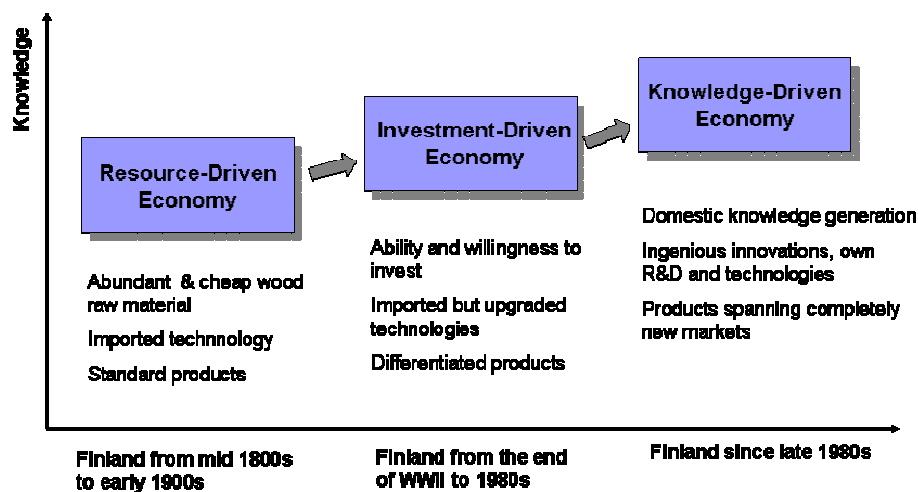 Knowledge
Resource-Driven
Economy
Abundant & cheap wood
raw material
Imported technnology
Standard products
Finland from mid 1800s
to early 1900s
Investment-Driven
Economy
Ability and willingness to
invest
Imported but upgraded
technologies
Differentiated products
Finland from the end
of WWII to 1980s
Knowledge-Driven
Economy
Domestic knowledge generation
Ingenious innovations, own
R&D and technologies
Products spanning completely
new markets
Finland since late 1980s